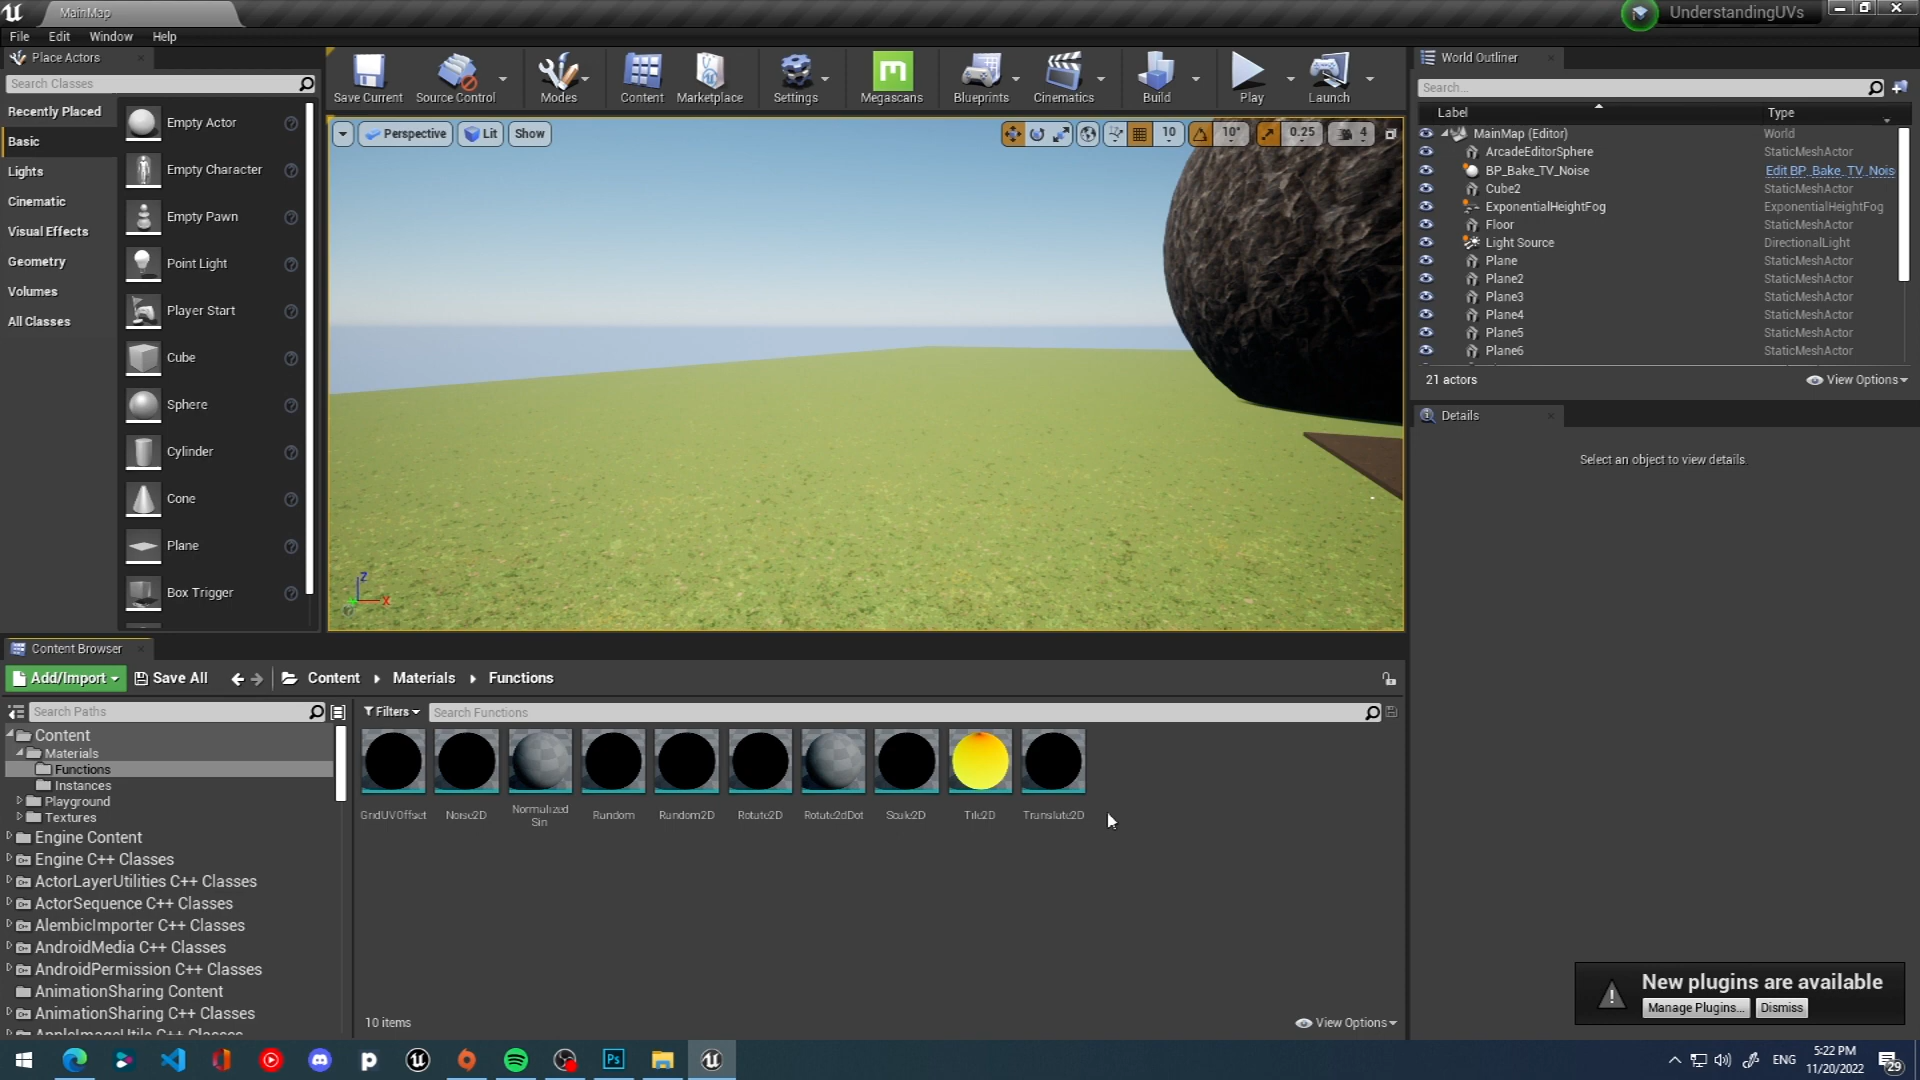 MainMap
UnderstandingUVs
File Edit Window Help
Place Actors
Search Classes
Recently Placed
Basic
Lights
Cinematic
Visual Effects
Geometry
Volumes
All Classes
Empty Actor
Empty Character
Empty Pawn
Point Light
Player Start
Cube
Sphere
Cylinder
Cone
Plane
Box Trigger
Save Current Source Control Modes Content Marketplace Settings Megascans Blueprints Cinematics Build Play Launch
Perspective Lit Show 10 10° 0.25 4
Z
X
World Outliner
Search...
Label Type
MainMap (Editor) World
ArcadeEditorSphere StaticMeshActor
BP_Bake_TV_Noise Edit BP_Bake_TV_Nois
Cube2 StaticMeshActor
ExponentialHeightFog ExponentialHeightFog
Floor StaticMeshActor
Light Source DirectionalLight
Plane StaticMeshActor
Plane2 StaticMeshActor
Plane3 StaticMeshActor
Plane4 StaticMeshActor
Plane5 StaticMeshActor
Plane6 StaticMeshActor
21 actors View Options
Details
Select an object to view details.
Content Browser
Add/Import Save All Content Materials Functions
Search Paths
Content
Materials
Functions
Instances
Playground
Textures
Engine Content
Engine C++ Classes
ActorLayerUtilities C++ Classes
ActorSequence C++ Classes
AlembicImporter C++ Classes
AndroidMedia C++ Classes
AndroidPermission C++ Classes
AnimationSharing Content
AnimationSharing C++ Classes
AppleImageUtils C++ Classes
Filters Search Functions
GridUVOffset Noise2D Normalized Sin Random Random2D Rotate2D Rotate2dDot Scale2D Tile2D Translate2D
10 items View Options
New plugins are available
Manage Plugins... Dismiss
Ps
ENG
5:22 PM
11/20/2022
29